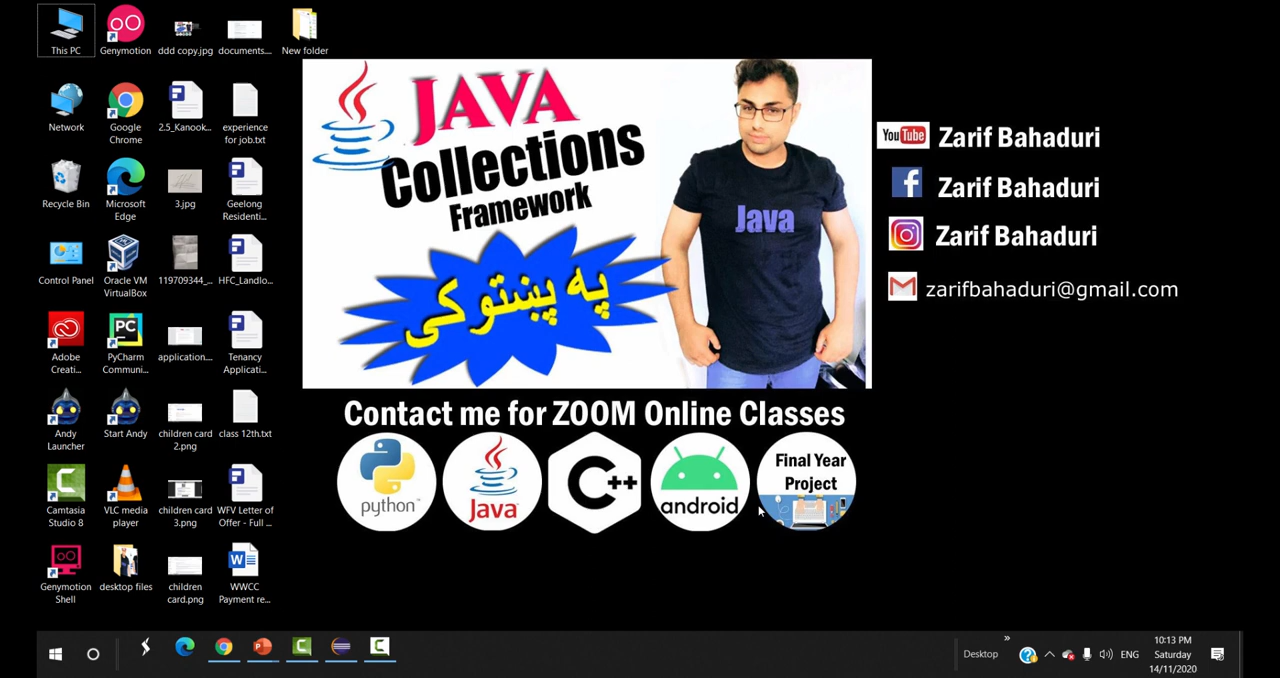 This PC
Genymotion
ddd copy.jpg
documents....
New folder
Network
Google
Chrome
2.5_Kanook...
experience
for job.txt
Recycle Bin
Microsoft
Edge
3.jpg
Geelong
Residenti...
Control Panel
Oracle VM
VirtualBox
119709344_...
HFC_Landlo...
Adobe
Creati...
PyCharm
Communi...
application....
Tenancy
Applicati...
Andy
Launcher
Start Andy
children card
2.png
class 12th.txt
Camtasia
Studio 8
VLC media
player
children card
3.png
WFV Letter of
Offer - Full ...
Genymotion
Shell
desktop files
children
card.png
WWCC
Payment re...
JAVA
Collections
Framework
په پښتو کی
Java
YouTube Zarif Bahaduri
Zarif Bahaduri
Zarif Bahaduri
zarifbahaduri@gmail.com
Contact me for ZOOM Online Classes
python™
Java™
C++
android
Final Year
Project
Desktop
ENG
10:13 PM
Saturday
14/11/2020